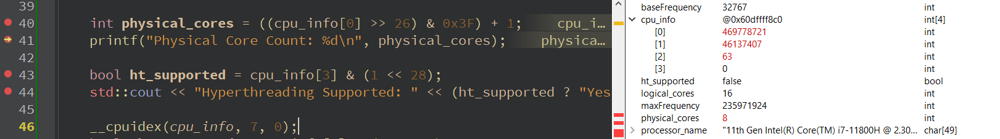 39
40 int physical_cores = ((cpu_info[0] >> 26) & 0x3F) + 1; cpu_i…
41 printf("Physical Core Count: %d\n", physical_cores); physica…
42
43 bool ht_supported = cpu_info[3] & (1 << 28);
44 std::cout << "Hyperthreading Supported: " << (ht_supported ? "Yes
45
46 __cpuidex(cpu_info, 7, 0);
baseFrequency 32767 int
cpu_info @0x60dffff8c0 int[4]
[0] 469778721 int
[1] 46137407 int
[2] 63 int
[3] 0 int
ht_supported false bool
logical_cores 16 int
maxFrequency 235971924 int
physical_cores 8 int
processor_name "11th Gen Intel(R) Core(TM) i7-11800H @ 2.30... char[49]